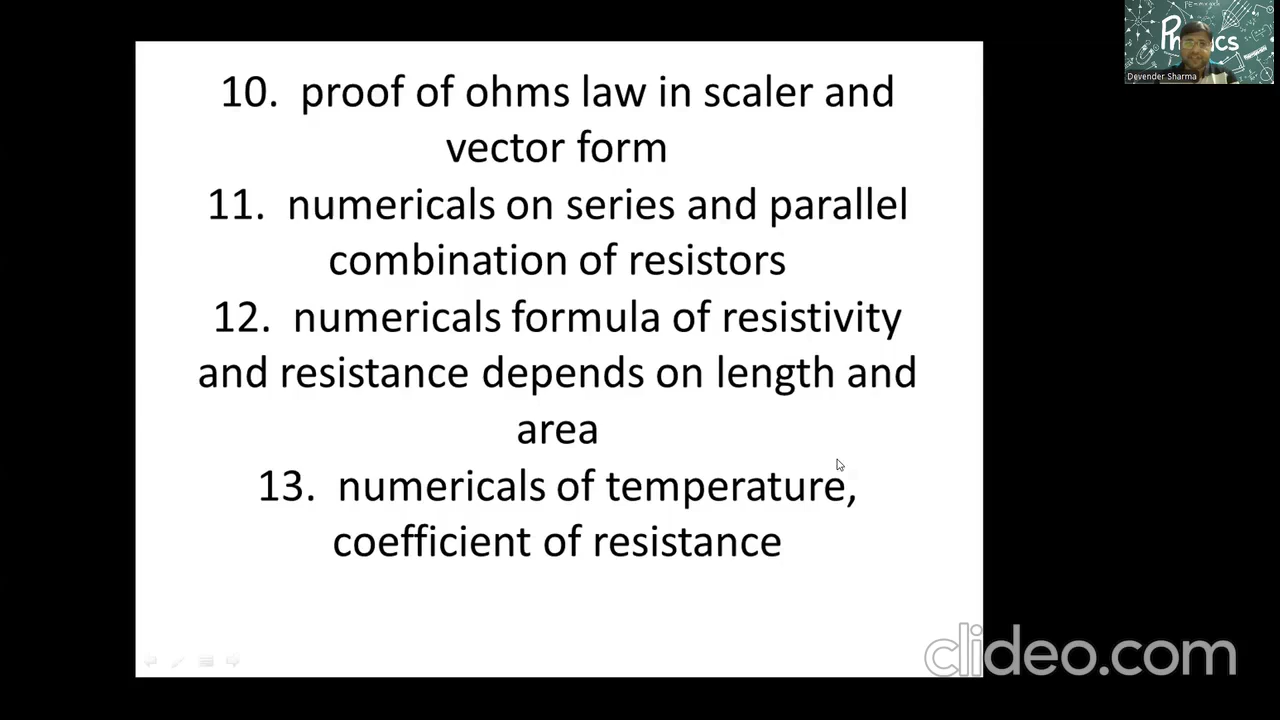 10. proof of ohms law in scaler and
vector form
11. numericals on series and parallel
combination of resistors
12. numericals formula of resistivity
and resistance depends on length and
area
13. numericals of temperature,
coefficient of resistance
Devender Sharma
clideo.com